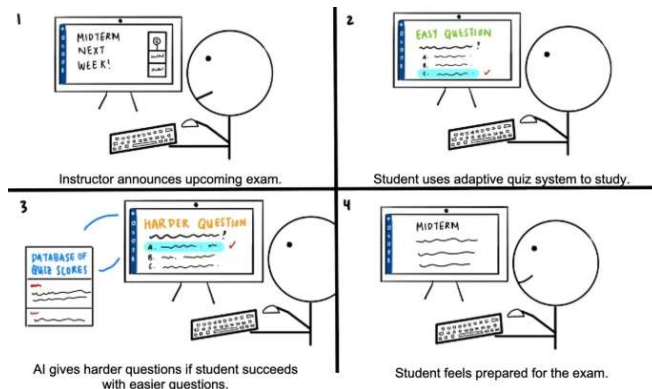 1
MIDTERM
NEXT
WEEK!
Instructor announces upcoming exam.
2
EASY QUESTION
?
A.
B.
C.
Student uses adaptive quiz system to study.
3
DATABASE OF
QUIZ SCORES
HARDER QUESTION
?
A.
B.
C.
AI gives harder questions if student succeeds
with easier questions.
4
MIDTERM
Student feels prepared for the exam.